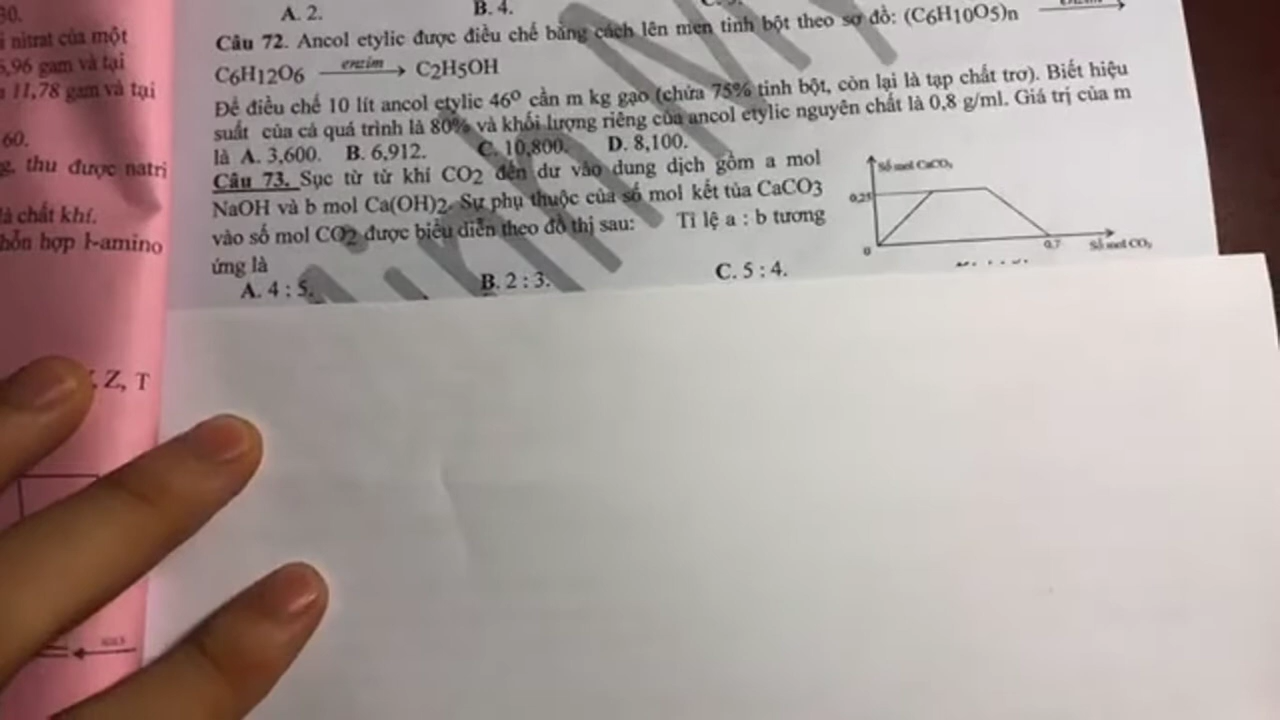 30.
i nitrat của một
5,96 gam và tại
11,78 gam và tại
60.
g, thu được natri
là chất khí.
hỗn hợp
Z, T
A. 2.
B. 4.
Câu 72. Ancol etylic được điều chế bằng cách lên men tinh bột theo sơ đồ: (C6H10O5)n
C6H12O6 enzim C2H5OH
Để điều chế 10 lít ancol etylic 46º cần m kg gạo (chứa 75% tinh bột, còn lại là tạp chất trơ). Biết hiệu
suất của cả quá trình là 80% và khối lượng riêng của ancol etylic nguyên chất là 0,8 g/ml. Giá trị của m
là A. 3,600. B. 6,912. C. 10,800. D. 8,100.
Câu 73. Sục từ từ khí CO2 đến dư vào dung dịch gồm a mol
NaOH và b mol Ca(OH)2. Sự phụ thuộc của số mol kết tủa CaCO3
vào số mol CO2 được biểu diễn theo đồ thị sau: Tỉ lệ a : b tương
ứng là
A. 4 : 5. B. 2 : 3. C. 5 : 4.
Số mol CaCO3
0,25
0
0.7
Số mol CO2
Minh My